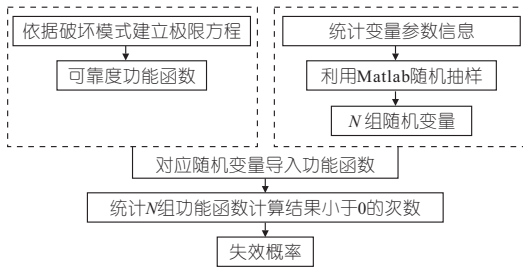 依据破坏模式建立极限方程
可靠度功能函数
统计变量参数信息
利用Matlab随机抽样
N 组随机变量
对应随机变量导入功能函数
统计N组功能函数计算结果小于0的次数
失效概率